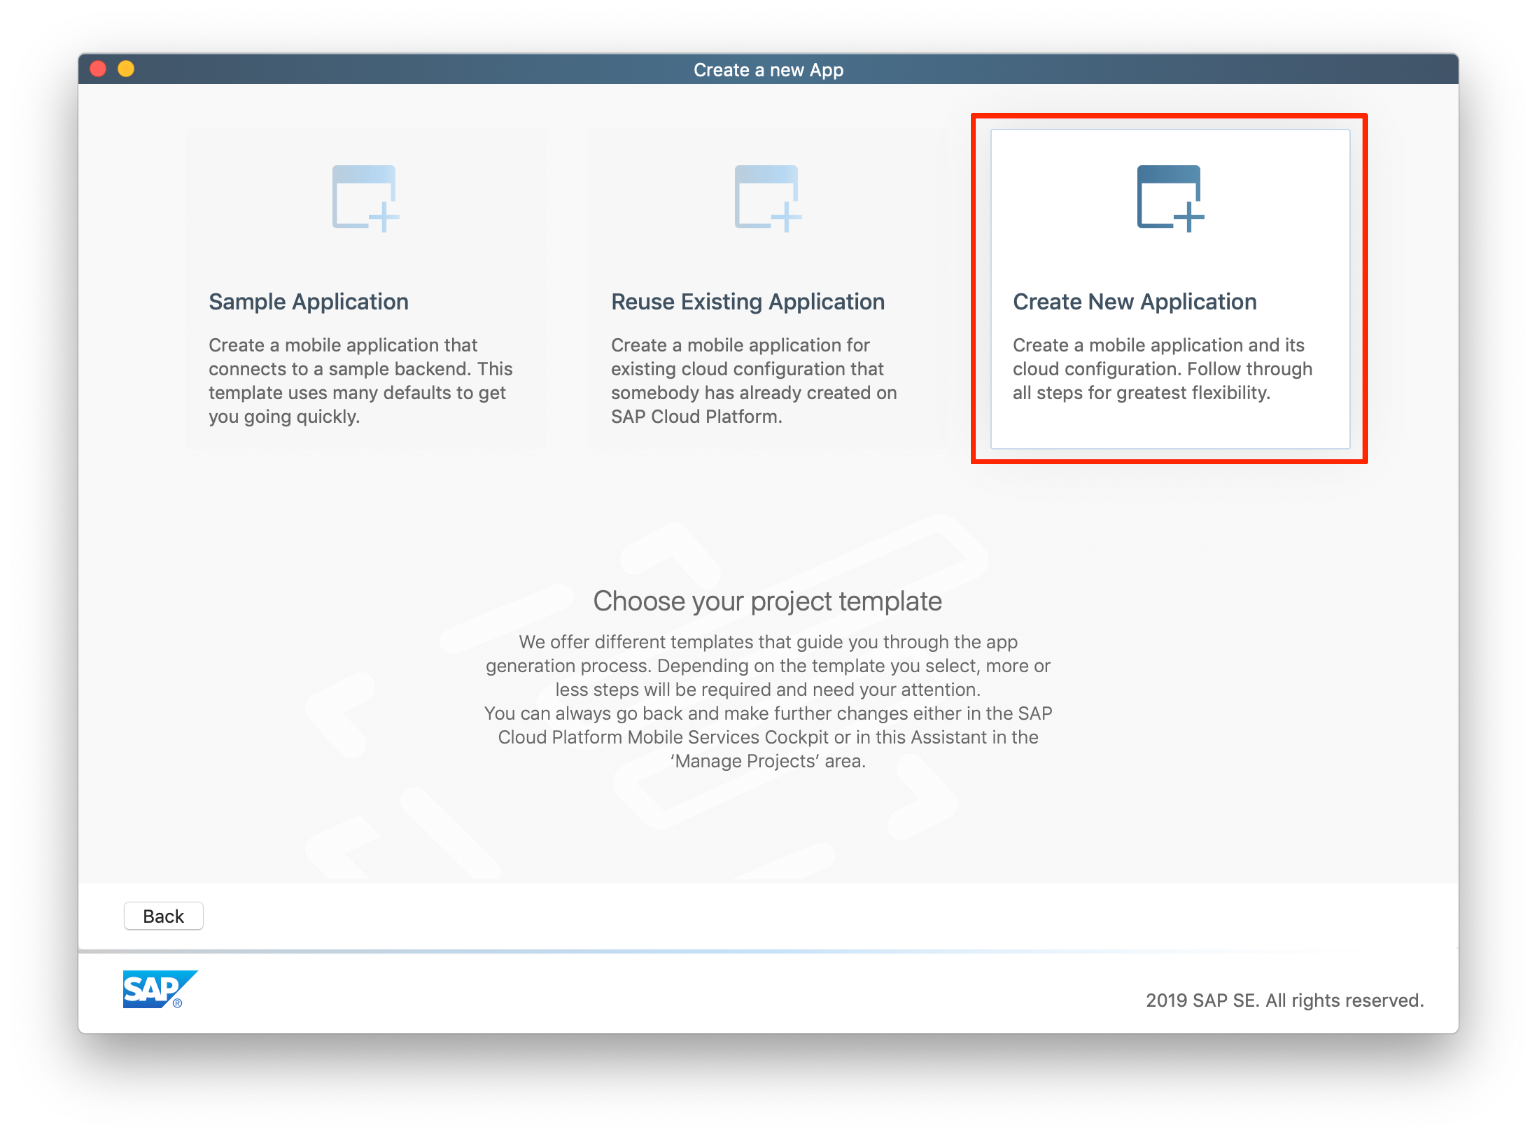 Create a new App
Sample Application
Create a mobile application that
connects to a sample backend. This
template uses many defaults to get
you going quickly.
Reuse Existing Application
Create a mobile application for
existing cloud configuration that
somebody has already created on
SAP Cloud Platform.
Create New Application
Create a mobile application and its
cloud configuration. Follow through
all steps for greatest flexibility.
Choose your project template
We offer different templates that guide you through the app
generation process. Depending on the template you select, more or
less steps will be required and need your attention.
You can always go back and make further changes either in the SAP
Cloud Platform Mobile Services Cockpit or in this Assistant in the
‘Manage Projects’ area.
Back
SAP®
2019 SAP SE. All rights reserved.